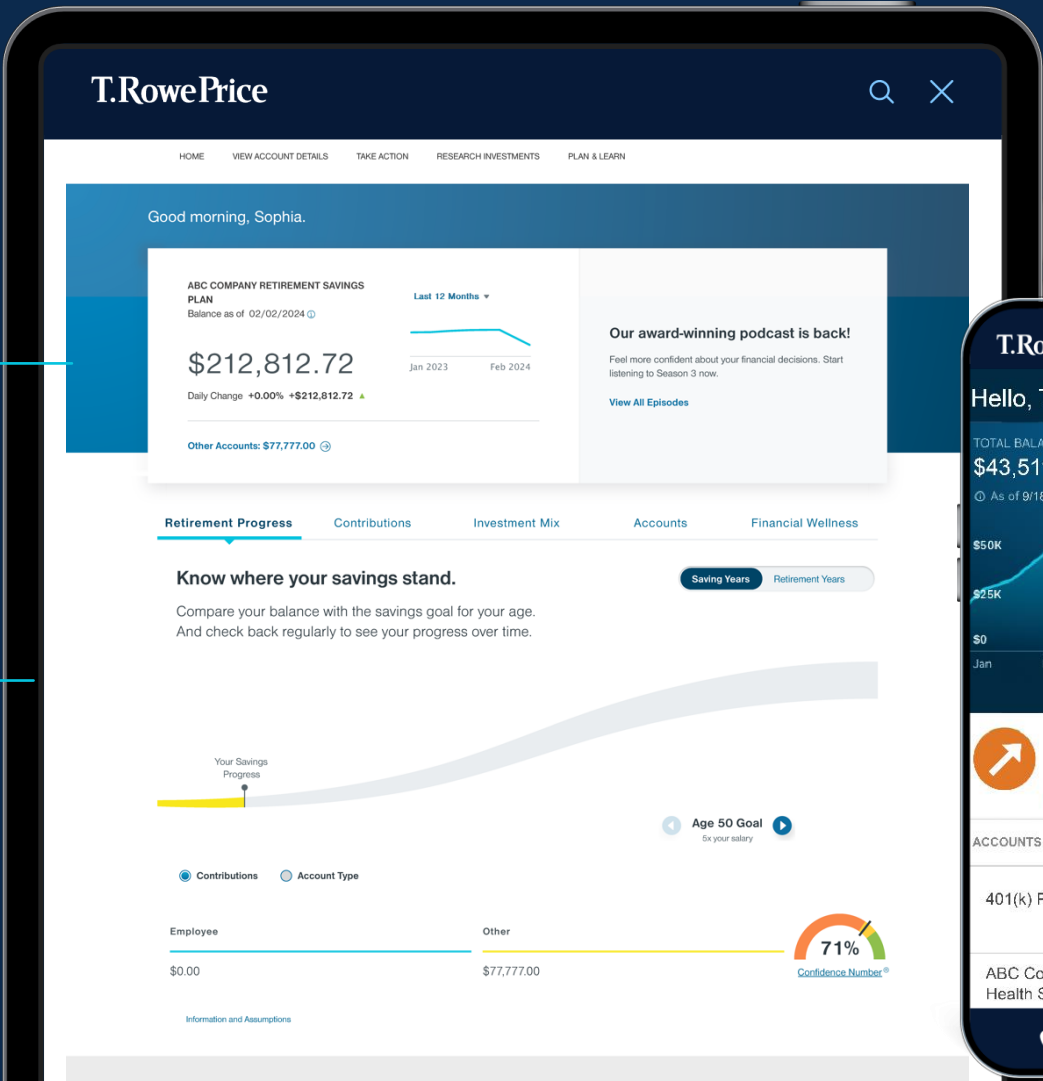 T.RowePrice
HOME VIEW ACCOUNT DETAILS TAKE ACTION RESEARCH INVESTMENTS PLAN & LEARN
Good morning, Sophia.
ABC COMPANY RETIREMENT SAVINGS
PLAN
Balance as of 02/02/2024
$212,812.72
Daily Change +0.00% +$212,812.72
Other Accounts: $77,777.00
Last 12 Months
Jan 2023 Feb 2024
Our award-winning podcast is back!
Feel more confident about your financial decisions. Start
listening to Season 3 now.
View All Episodes
Retirement Progress Contributions Investment Mix Accounts Financial Wellness
Know where your savings stand.
Saving Years Retirement Years
Compare your balance with the savings goal for your age.
And check back regularly to see your progress over time.
Your Savings
Progress
Age 50 Goal
5x your salary
Contributions Account Type
Employee Other
$0.00 $77,777.00
71%
Confidence Number®
Information and Assumptions
T.Ro
Hello,
TOTAL BALA
$43,51
As of 9/18
$50K
$25K
$0
Jan
ACCOUNTS
401(k)
ABC Co
Health S